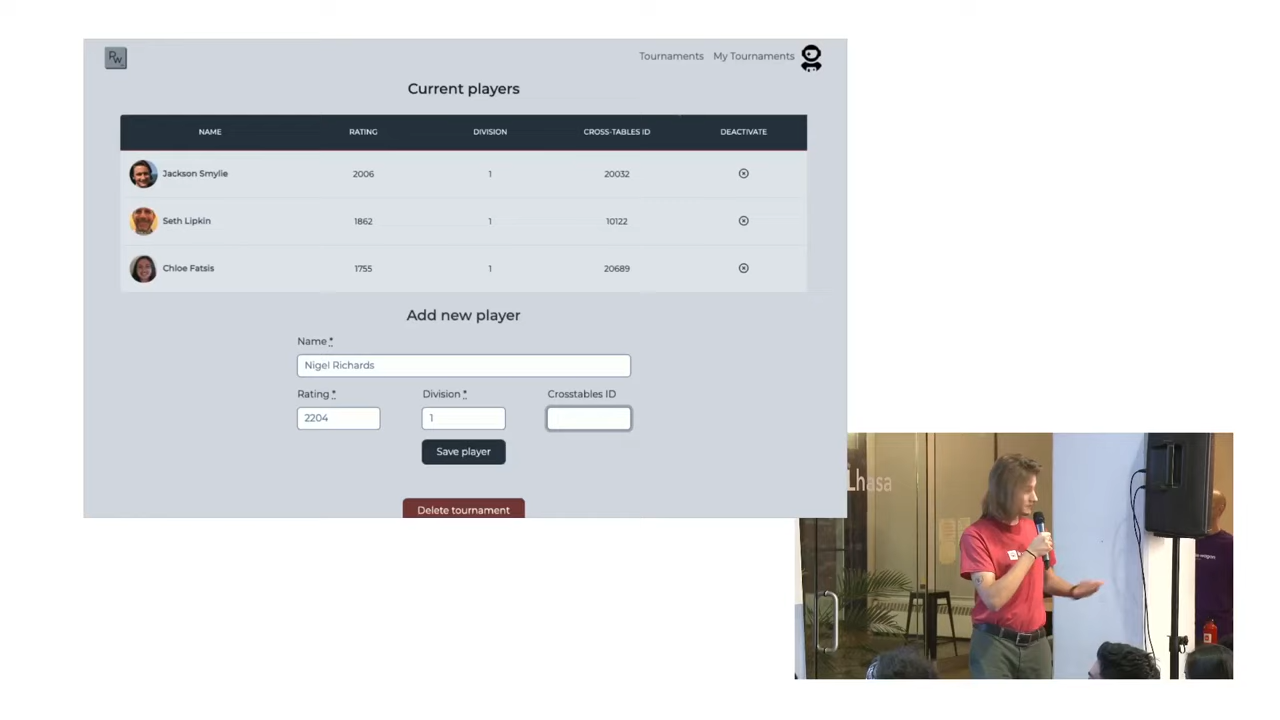 Rw
Tournaments My Tournaments
Current players
NAME RATING DIVISION CROSS-TABLES ID DEACTIVATE
Jackson Smylie 2006 1 20032
Seth Lipkin 1862 1 10122
Chloe Fatsis 1755 1 20689
Add new player
Name *
Nigel Richards
Rating * Division * Crosstables ID
2204 1
Save player
Delete tournament
Lhasa